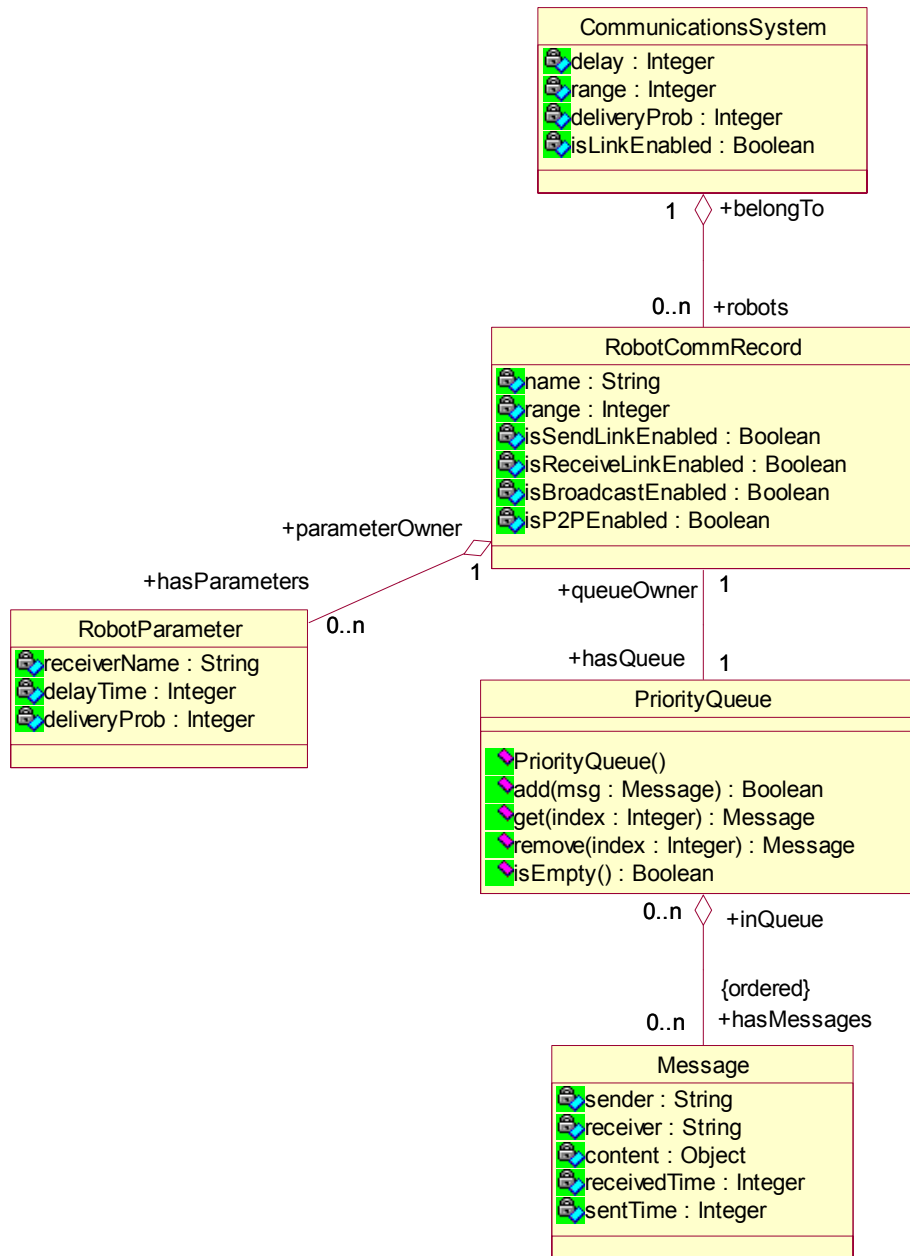 CommunicationsSystem
delay : Integer
range : Integer
deliveryProb : Integer
isLinkEnabled : Boolean
1
+belongTo
0..n
+robots
RobotCommRecord
name : String
range : Integer
isSendLinkEnabled : Boolean
isReceiveLinkEnabled : Boolean
isBroadcastEnabled : Boolean
isP2PEnabled : Boolean
+parameterOwner
1
+hasParameters
0..n
RobotParameter
receiverName : String
delayTime : Integer
deliveryProb : Integer
+queueOwner
1
+hasQueue
1
PriorityQueue
PriorityQueue()
add(msg : Message) : Boolean
get(index : Integer) : Message
remove(index : Integer) : Message
isEmpty() : Boolean
0..n
+inQueue
{ordered}
0..n
+hasMessages
Message
sender : String
receiver : String
content : Object
receivedTime : Integer
sentTime : Integer